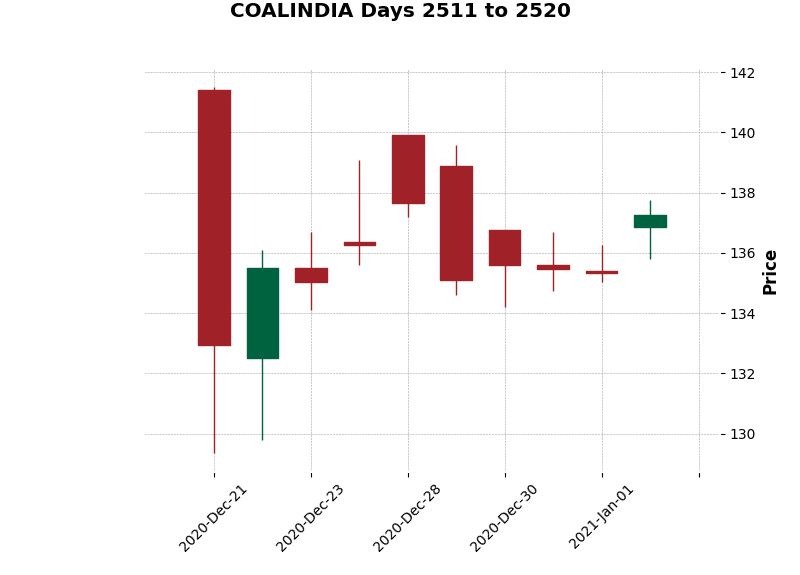 COALINDIA Days 2511 to 2520
142
140
138
136
134
132
130
Price
2020-Dec-21
2020-Dec-23
2020-Dec-28
2020-Dec-30
2021-Jan-01